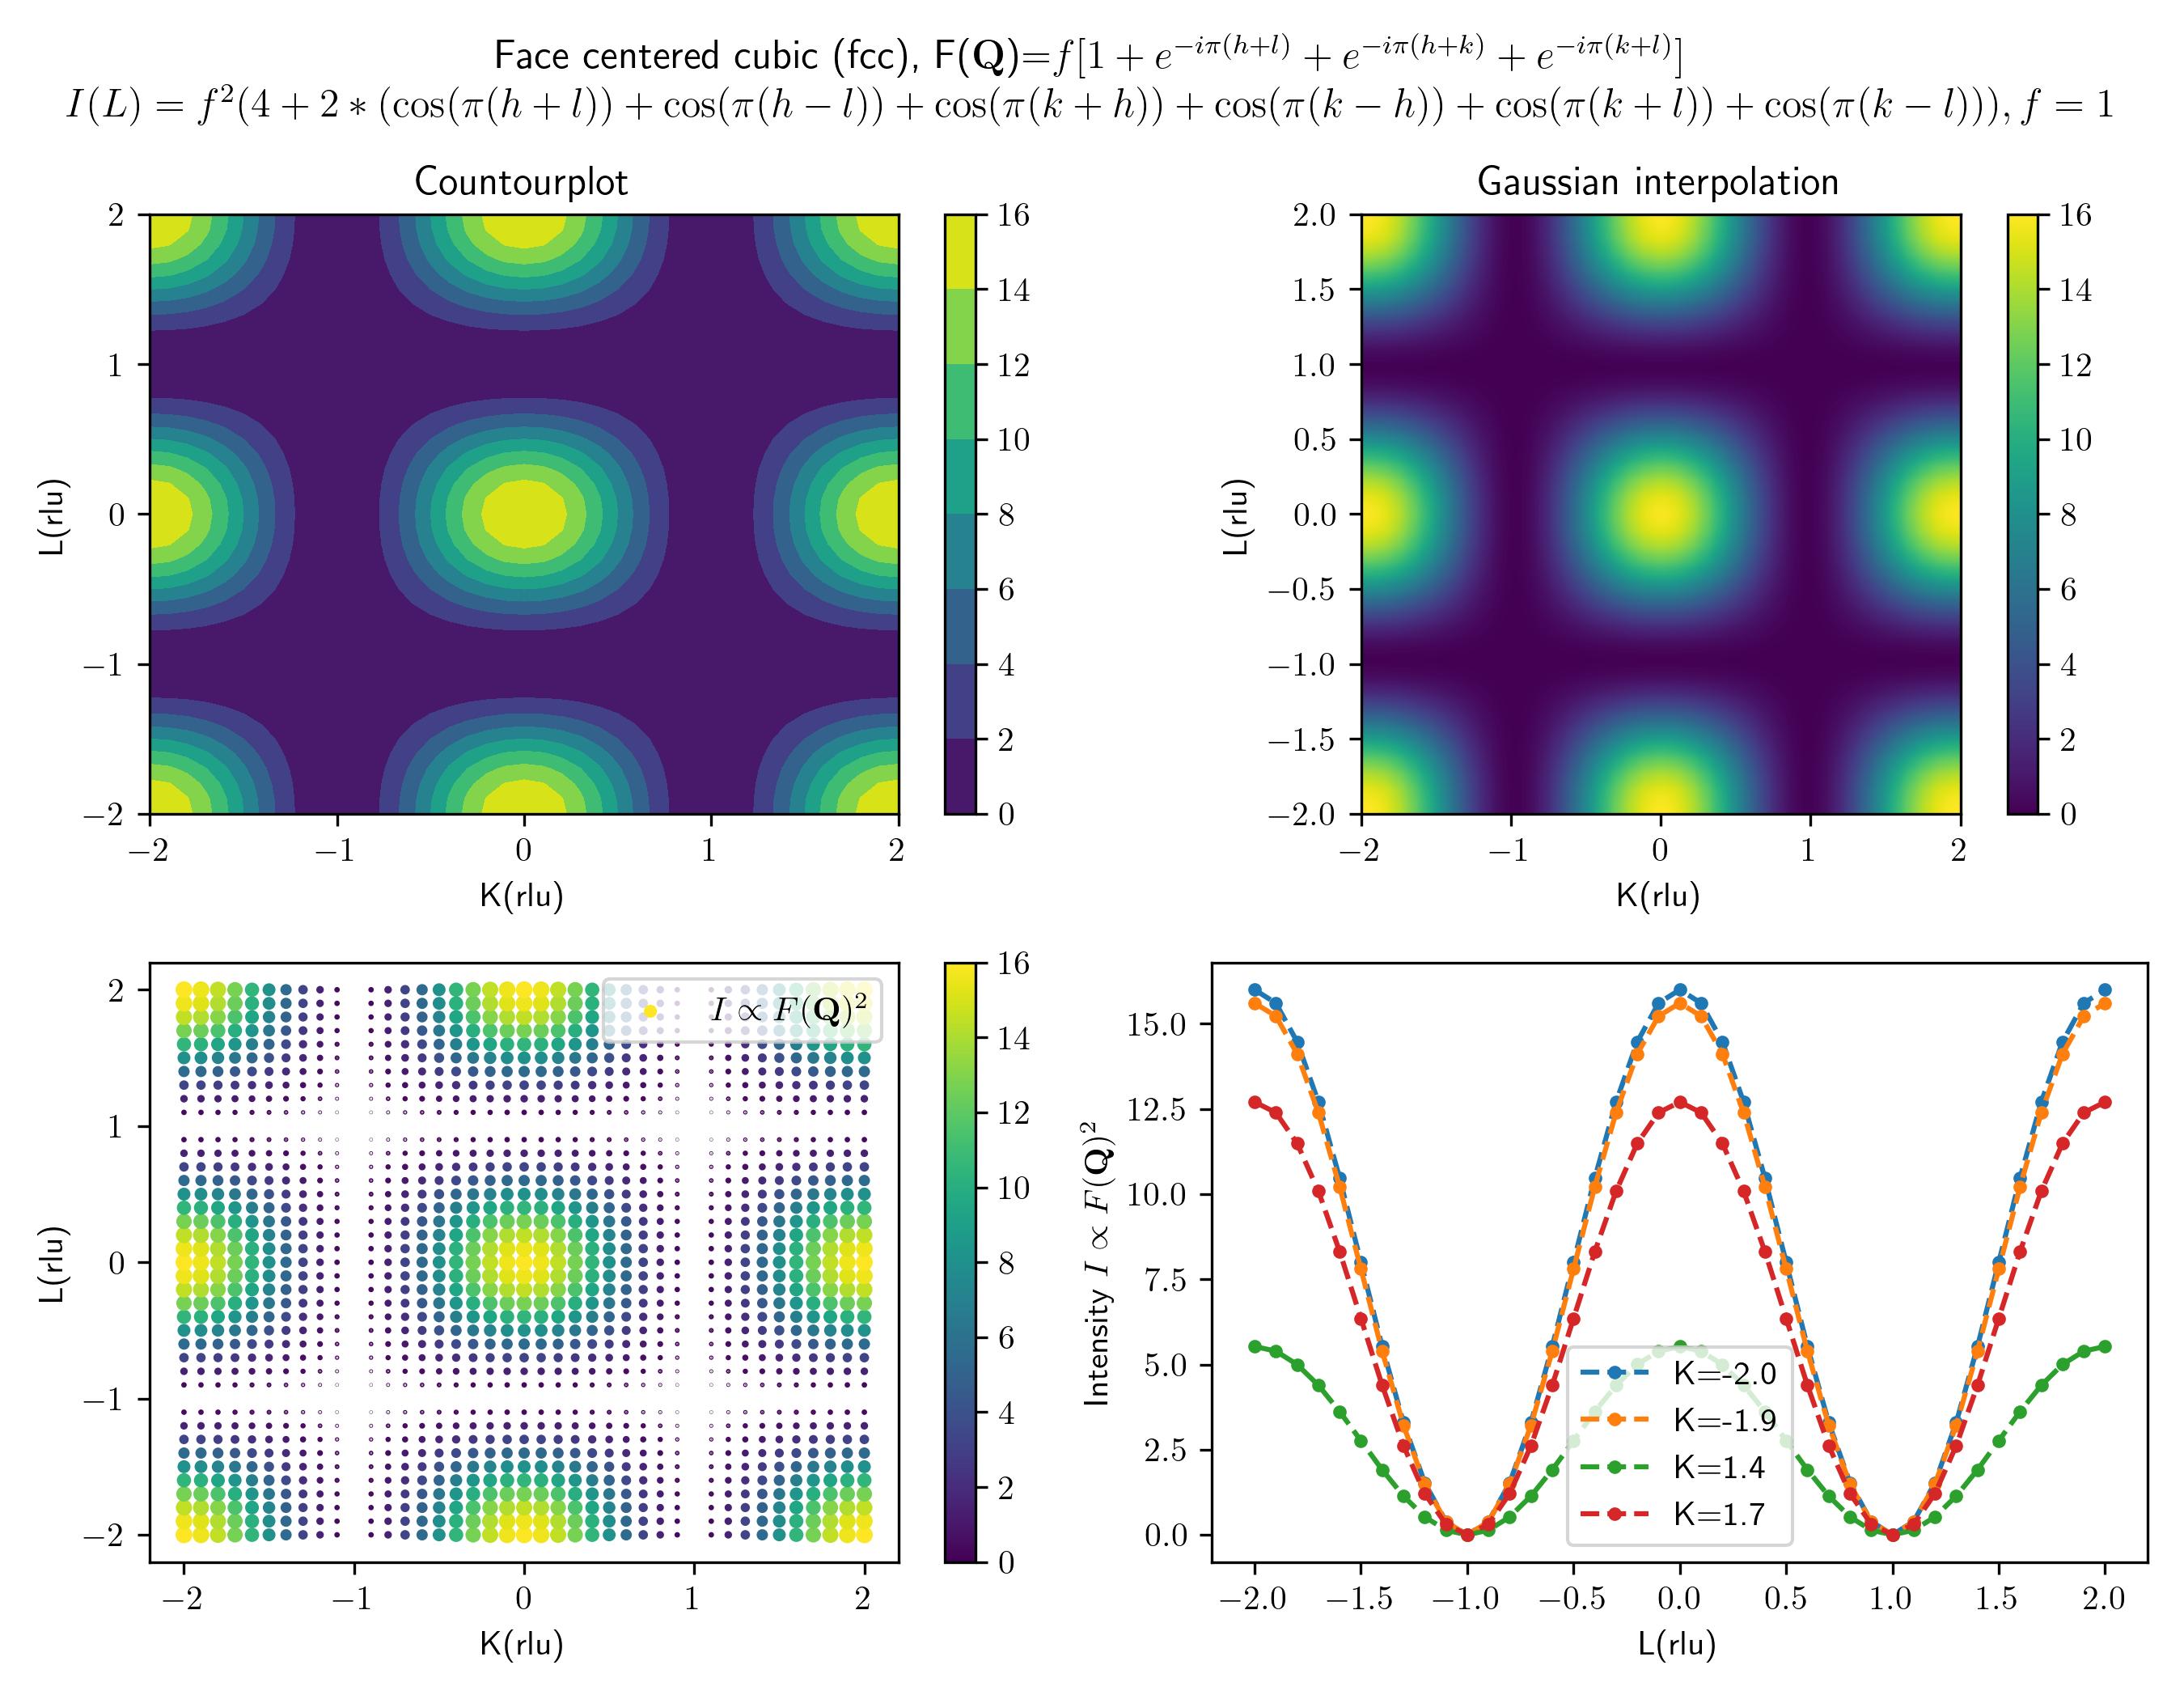 Face centered cubic (fcc), F(Q)=f[1 + e^{-iπ(h+l)} + e^{-iπ(h+k)} + e^{-iπ(k+l)}]
I(L) = f^2(4 + 2 * (cos(π(h + l)) + cos(π(h − l)) + cos(π(k + h)) + cos(π(k − h)) + cos(π(k + l)) + cos(π(k − l))), f = 1
Countourplot
2
1
0
−1
−2
L(rlu)
−2 −1 0 1 2
K(rlu)
16
14
12
10
8
6
4
2
0
Gaussian interpolation
2.0
1.5
1.0
0.5
0.0
−0.5
−1.0
−1.5
−2.0
L(rlu)
−2 −1 0 1 2
K(rlu)
16
14
12
10
8
6
4
2
0
I ∝ F(Q)^2
2
1
0
−1
−2
L(rlu)
−2 −1 0 1 2
K(rlu)
16
14
12
10
8
6
4
2
0
Intensity I ∝ F(Q)^2
15.0
12.5
10.0
7.5
5.0
2.5
0.0
K=-2.0
K=-1.9
K=1.4
K=1.7
−2.0 −1.5 −1.0 −0.5 0.0 0.5 1.0 1.5 2.0
L(rlu)